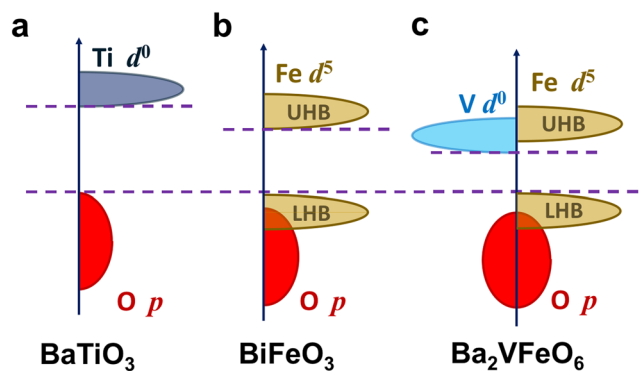 a
Ti d⁰
O p
BaTiO₃
b
Fe d⁵
UHB
LHB
O p
BiFeO₃
c
V d⁰
Fe d⁵
UHB
LHB
O p
Ba₂VFeO₆